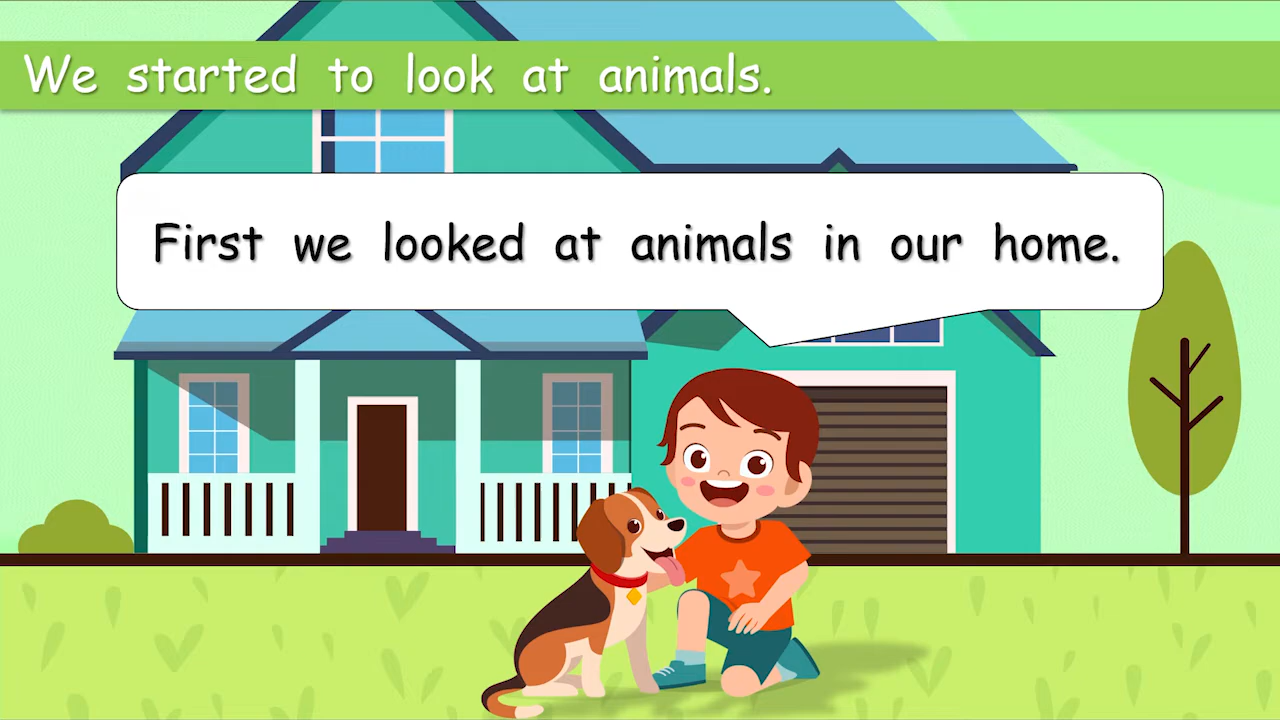 We started to look at animals.
First we looked at animals in our home.